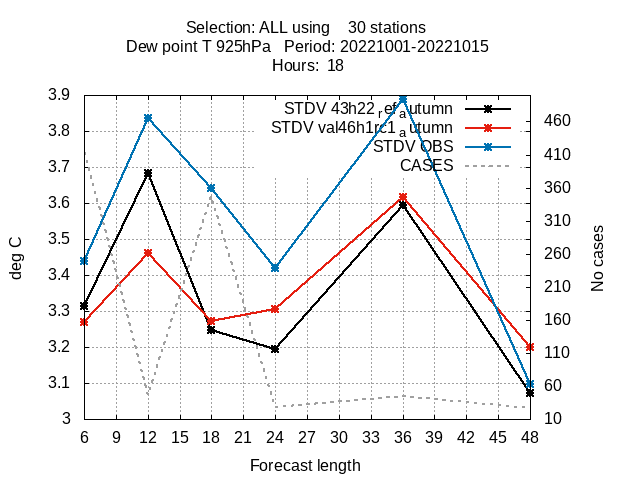 Selection: ALL using 30 stations
Dew point T 925hPa Period: 20221001-20221015
Hours: 18
STDV 43h22_ref_autumn
STDV val46h1rc1_autumn
STDV OBS
CASES
deg C
3.9
3.8
3.7
3.6
3.5
3.4
3.3
3.2
3.1
3
No cases
460
410
360
310
260
210
160
110
60
10
6 9 12 15 18 21 24 27 30 33 36 39 42 45 48
Forecast length